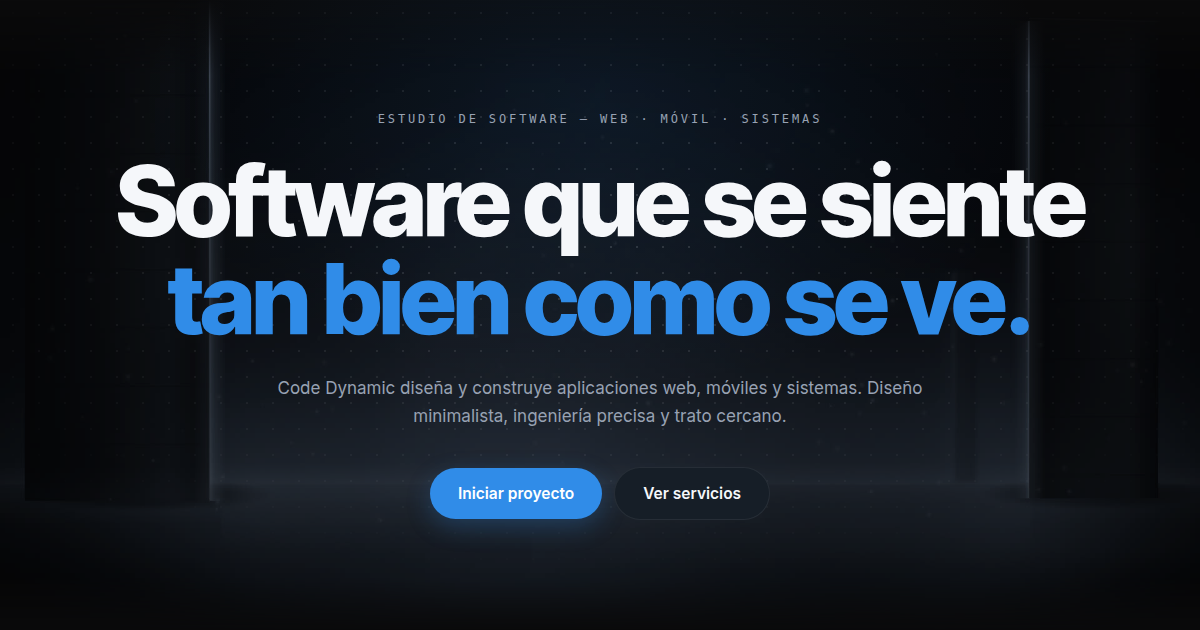 ESTUDIO DE SOFTWARE — WEB · MÓVIL · SISTEMAS
Software que se siente
tan bien como se ve.
Code Dynamic diseña y construye aplicaciones web, móviles y sistemas. Diseño
minimalista, ingeniería precisa y trato cercano.
Iniciar proyecto
Ver servicios